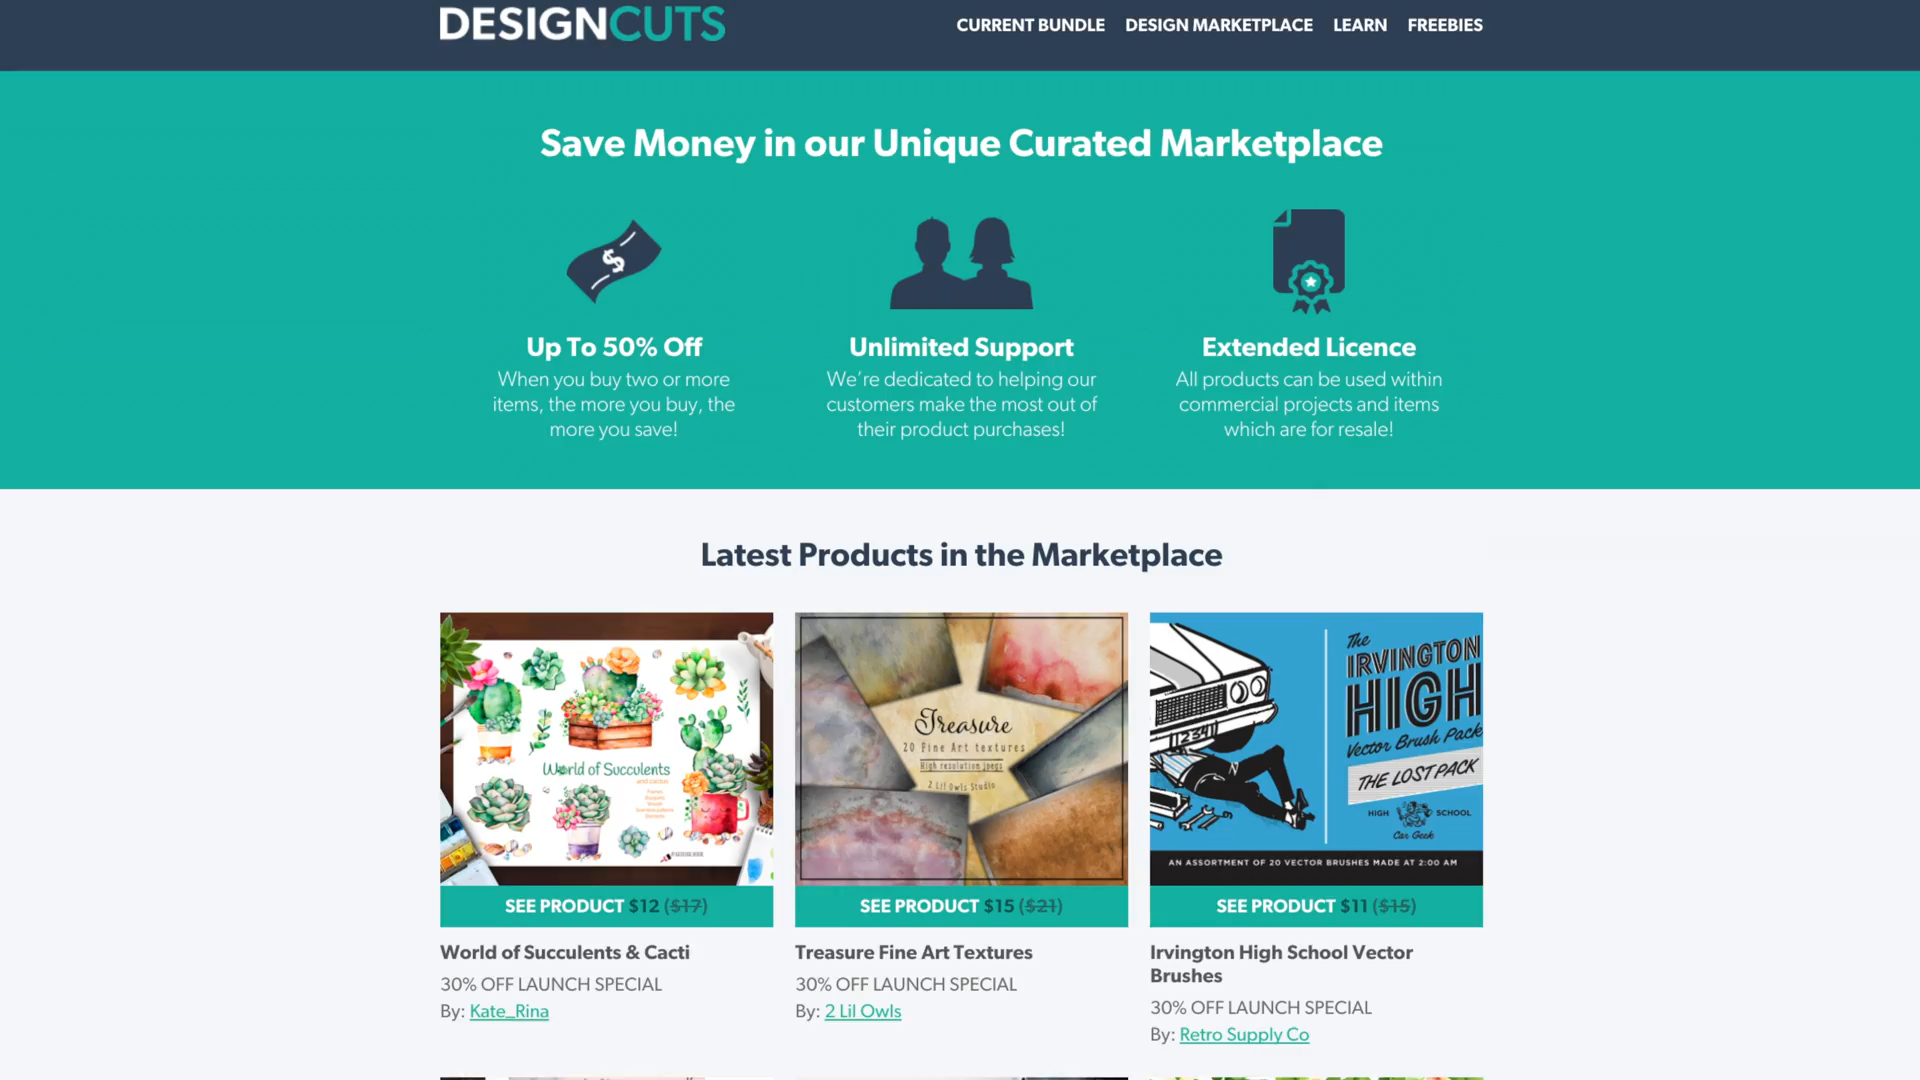 DESIGNCUTS
CURRENT BUNDLE DESIGN MARKETPLACE LEARN FREEBIES
Save Money in our Unique Curated Marketplace
Up To 50% Off
When you buy two or more
items, the more you buy, the
more you save!
Unlimited Support
We're dedicated to helping our
customers make the most out of
their product purchases!
Extended Licence
All products can be used within
commercial projects and items
which are for resale!
Latest Products in the Marketplace
World of Succulents
and cactus
Treasure
20 Fine Art textures
High resolution jpegs
2 Lil Owls Studio
The
IRVINGTON
HIGH
Vector Brush Pack
THE LOST PACK
HIGH SCHOOL
Car Geek
1234
AN ASSORTMENT OF 20 VECTOR BRUSHES MADE AT 2:00 AM
SEE PRODUCT $12 ($17)
SEE PRODUCT $15 ($21)
SEE PRODUCT $11 ($15)
World of Succulents & Cacti
30% OFF LAUNCH SPECIAL
By: Kate_Rina
Treasure Fine Art Textures
30% OFF LAUNCH SPECIAL
By: 2 Lil Owls
Irvington High School Vector
Brushes
30% OFF LAUNCH SPECIAL
By: Retro Supply Co